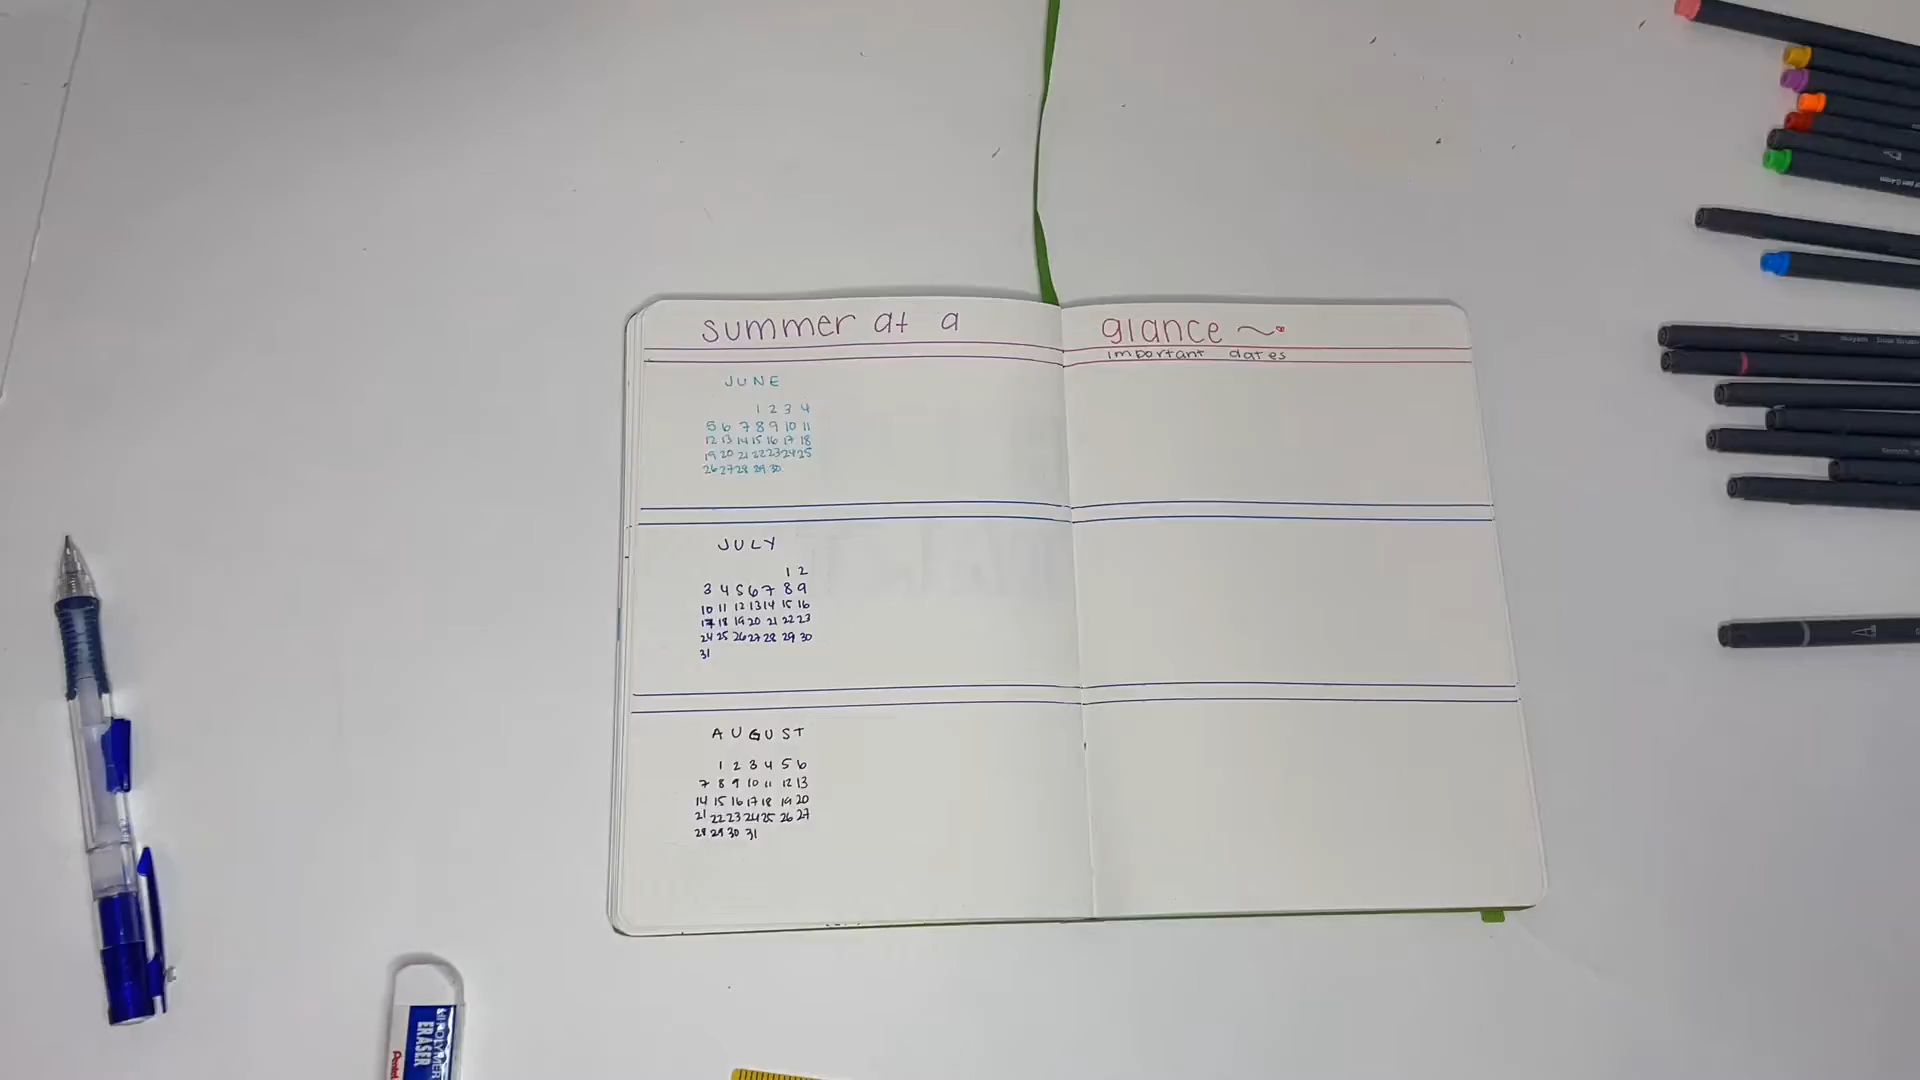 summer at a glance
important dates
JUNE
1 2 3 4
5 6 7 8 9 10 11
12 13 14 15 16 17 18
19 20 21 22 23 24 25
26 27 28 29 30
JULY
1 2
3 4 5 6 7 8 9
10 11 12 13 14 15 16
17 18 19 20 21 22 23
24 25 26 27 28 29 30
31
AUGUST
1 2 3 4 5 6
7 8 9 10 11 12 13
14 15 16 17 18 19 20
21 22 23 24 25 26 27
28 29 30 31
HI-POLYMER
ERASER
Pentel